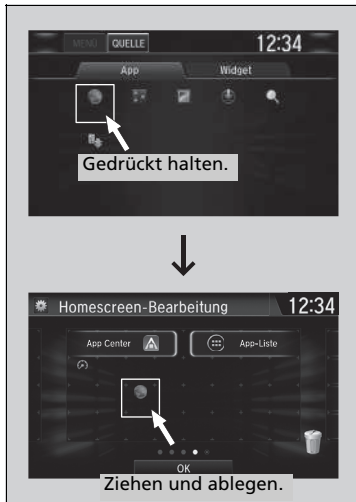 MENÜ QUELLE 12:34
App Widget
Gedrückt halten.
Homescreen-Bearbeitung 12:34
App Center App-Liste
OK
Ziehen und ablegen.